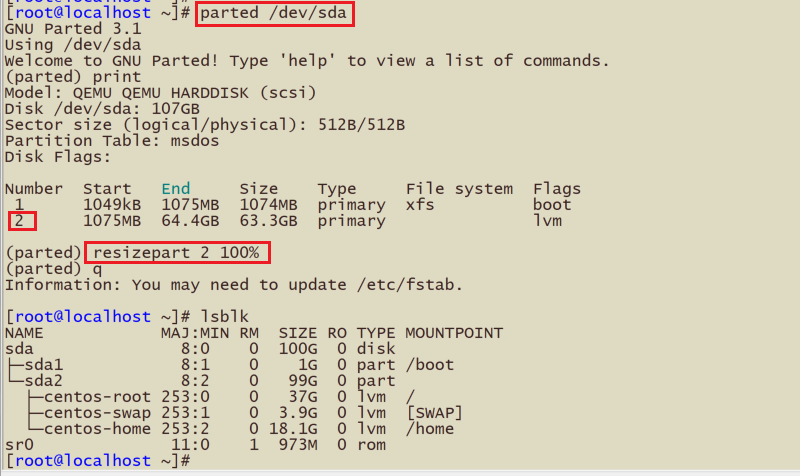 [root@localhost ~]#
[root@localhost ~]# parted /dev/sda
GNU Parted 3.1
Using /dev/sda
Welcome to GNU Parted! Type 'help' to view a list of commands.
(parted) print
Model: QEMU QEMU HARDDISK (scsi)
Disk /dev/sda: 107GB
Sector size (logical/physical): 512B/512B
Partition Table: msdos
Disk Flags:
Number  Start   End     Size    Type     File system  Flags
 1      1049kB  1075MB  1074MB  primary  xfs          boot
 2      1075MB  64.4GB  63.3GB  primary               lvm
(parted) resizepart 2 100%
(parted) q
Information: You may need to update /etc/fstab.
[root@localhost ~]# lsblk
NAME            MAJ:MIN RM  SIZE RO TYPE MOUNTPOINT
sda               8:0    0  100G  0 disk
├─sda1            8:1    0    1G  0 part /boot
└─sda2            8:2    0   99G  0 part
  ├─centos-root 253:0    0   37G  0 lvm  /
  ├─centos-swap 253:1    0  3.9G  0 lvm  [SWAP]
  └─centos-home 253:2    0 18.1G  0 lvm  /home
sr0              11:0    1  973M  0 rom
[root@localhost ~]#